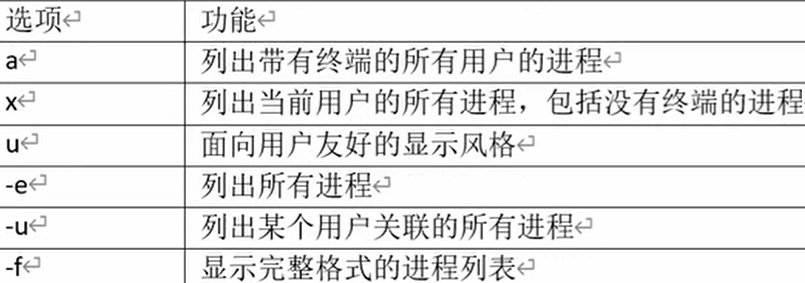 选项 功能
a 列出带有终端的所有用户的进程
x 列出当前用户的所有进程，包括没有终端的进程
u 面向用户友好的显示风格
-e 列出所有进程
-u 列出某个用户关联的所有进程
-f 显示完整格式的进程列表